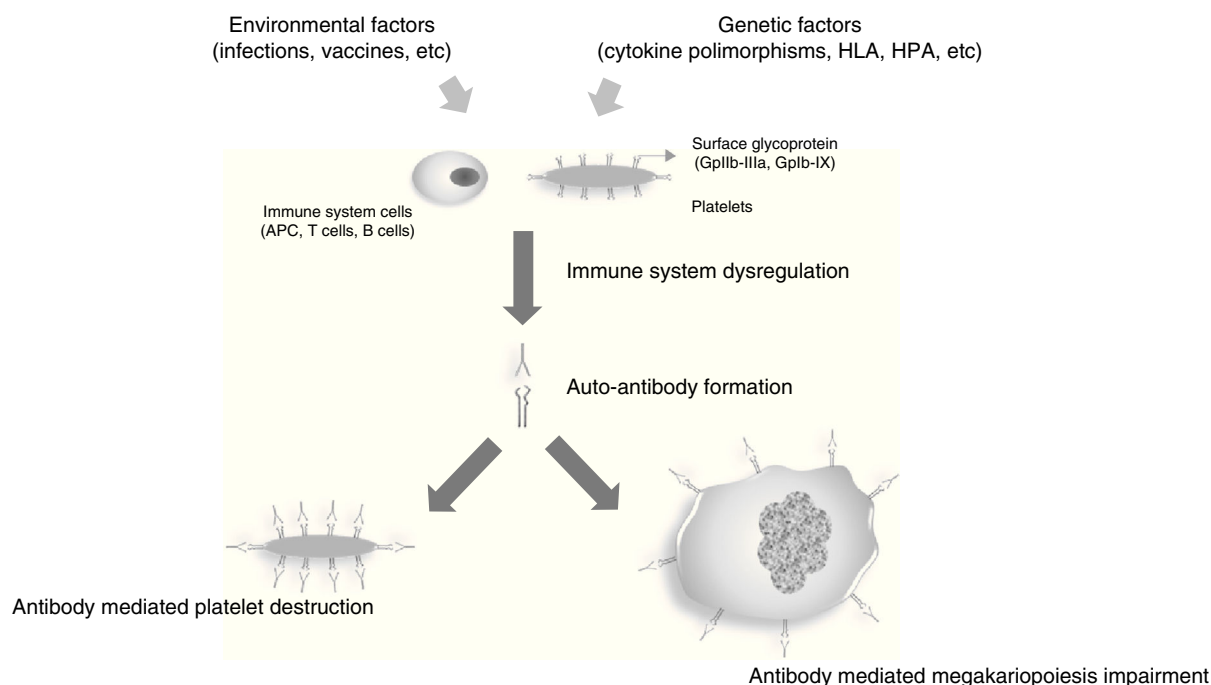 Environmental factors
(infections, vaccines, etc)
Genetic factors
(cytokine polimorphisms, HLA, HPA, etc)
Surface glycoprotein
(GpIIb-IIIa, GpIb-IX)
Platelets
Immune system cells
(APC, T cells, B cells)
Immune system dysregulation
Auto-antibody formation
Antibody mediated platelet destruction
Antibody mediated megakariopoiesis impairment